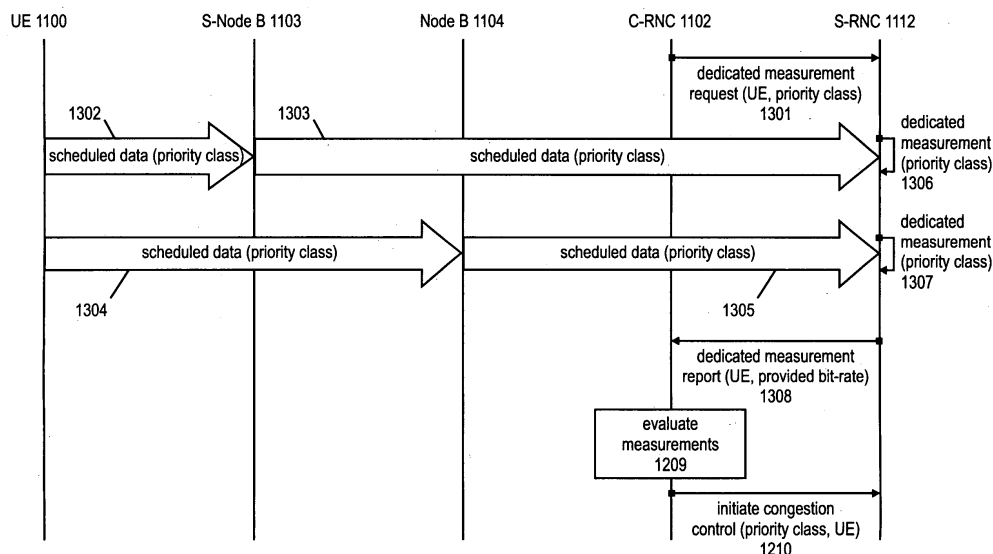 UE 1100
S-Node B 1103
Node B 1104
C-RNC 1102
S-RNC 1112
dedicated measurement
request (UE, priority class)
1301
1302
1303
scheduled data (priority class)
scheduled data (priority class)
dedicated
measurement
(priority class)
1306
scheduled data (priority class)
scheduled data (priority class)
dedicated
measurement
(priority class)
1307
1304
1305
dedicated measurement
report (UE, provided bit-rate)
1308
evaluate
measurements
1209
initiate congestion
control (priority class, UE)
1210